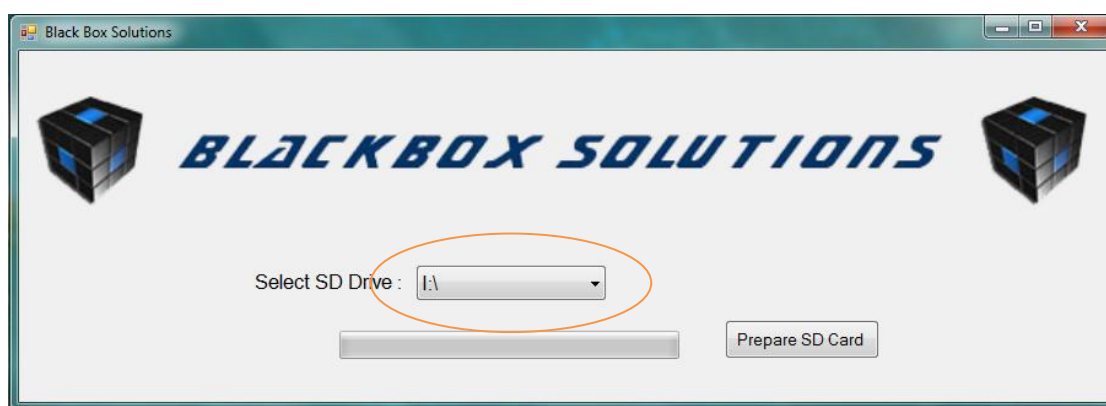 Black Box Solutions
BLACKBOX SOLUTIONS
Select SD Drive : I:\
Prepare SD Card